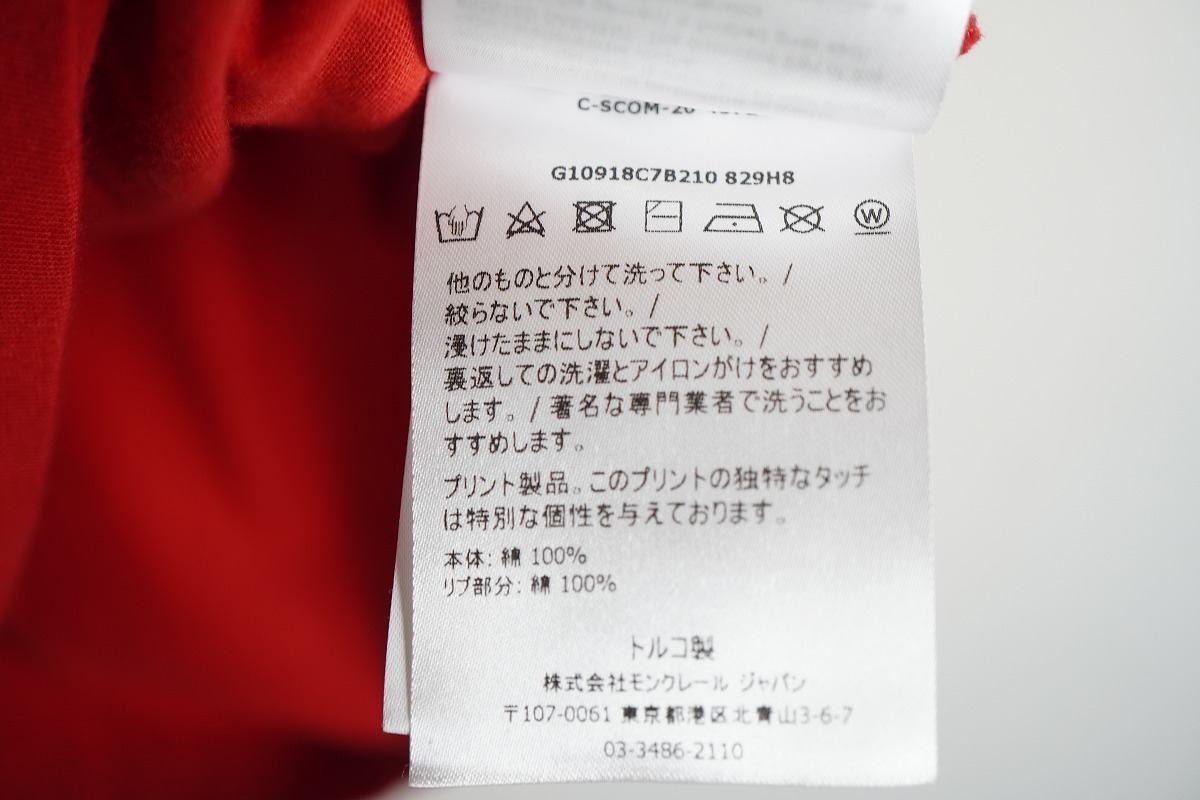 C-SCOM-20
G10918C7B210 829H8
W
他のものと分けて洗って下さい。/
絞らないで下さい。/
漫けたままにしないで下さい。/
裏返しての洗濯とアイロンがけをおすすめ
します。/ 著名な専門業者で洗うことをお
すすめします。
プリント製品。このプリントの独特なタッチ
は特別な個性を与えております。
本体: 綿 100%
リブ部分: 綿 100%
トルコ製
株式会社モンクレール ジャパン
〒107-0061 東京都港区北青山3-6-7
03-3486-2110